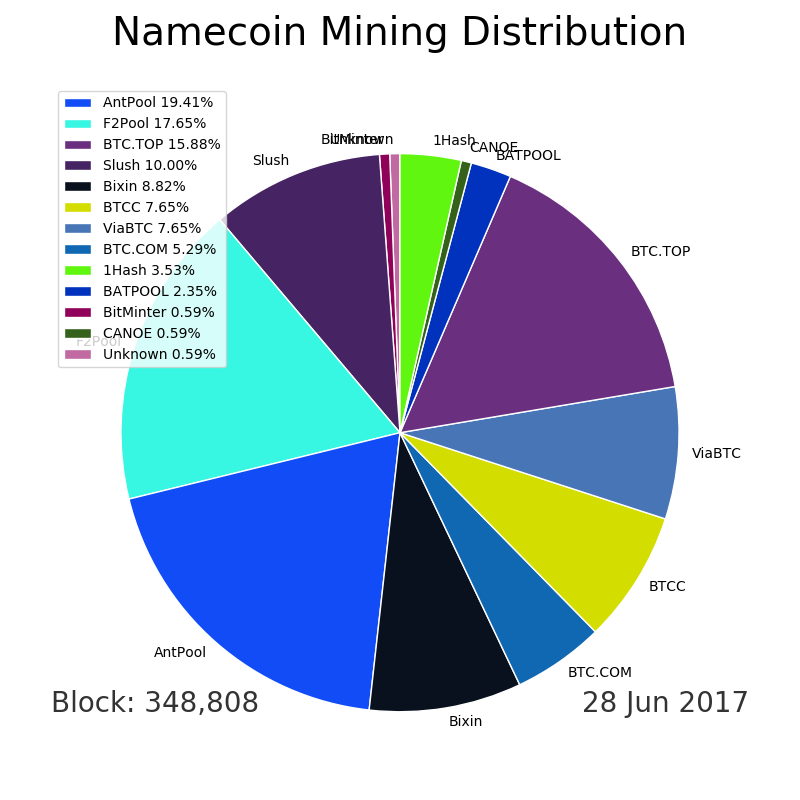 Namecoin Mining Distribution
AntPool 19.41%
F2Pool 17.65%
BTC.TOP 15.88%
Slush 10.00%
Bixin 8.82%
BTCC 7.65%
ViaBTC 7.65%
BTC.COM 5.29%
1Hash 3.53%
BATPOOL 2.35%
BitMinter 0.59%
CANOE 0.59%
Unknown 0.59%
BitMinter
Unknown
1Hash
CANOE
BATPOOL
Slush
BTC.TOP
F2Pool
ViaBTC
BTCC
AntPool
BTC.COM
Bixin
Block: 348,808
28 Jun 2017